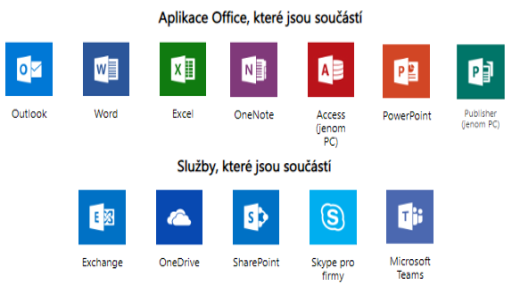 Aplikace Office, které jsou součástí
O
W
X
N
A
P
P
Outlook
Word
Excel
OneNote
Access
(jenom
PC)
PowerPoint
Publisher
(jenom PC)
Služby, které jsou součástí
E
S
S
T
Exchange
OneDrive
SharePoint
Skype pro
firmy
Microsoft
Teams